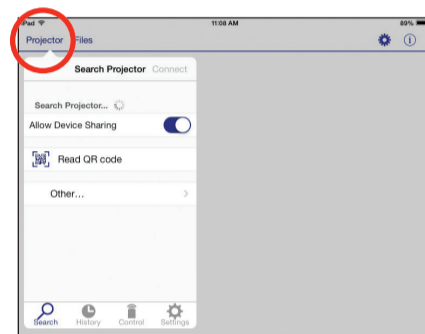 iPad 11:08 AM 89%
Projector Files
Search Projector Connect
Search Projector...
Allow Device Sharing
Read QR code
Other...
Search History Control Settings